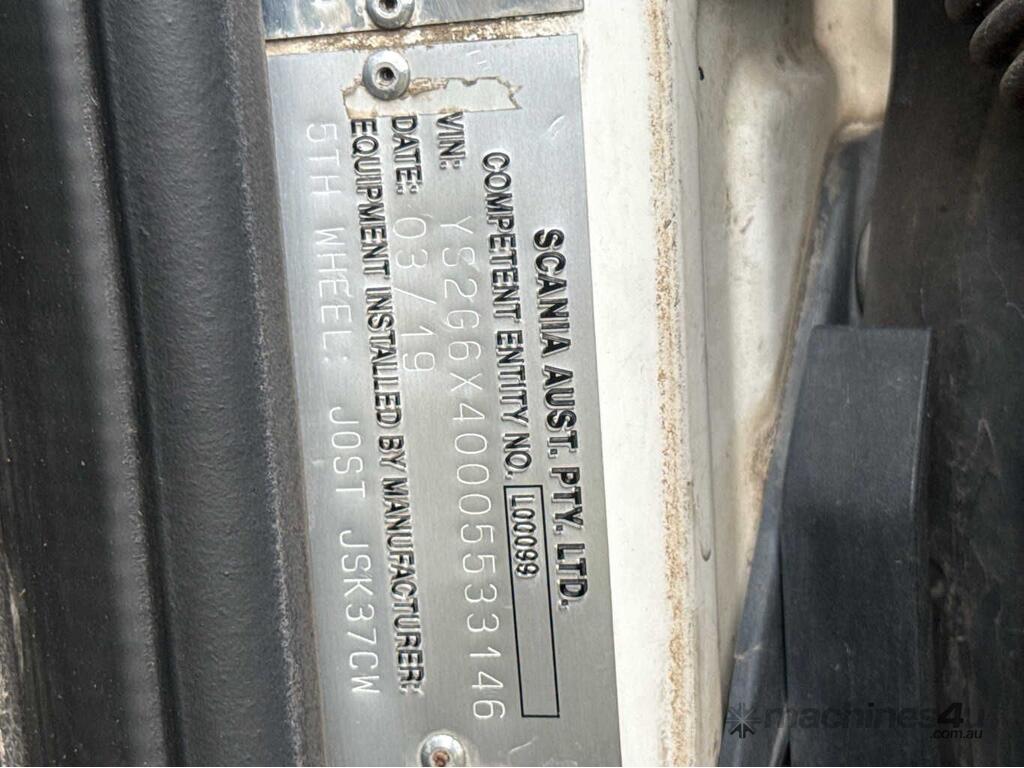 SCANIA AUST. PTY. LTD.
COMPETENT ENTITY NO. L00099
VIN: YS2G6X40005533146
DATE: 03/19
EQUIPMENT INSTALLED BY MANUFACTURER:
5TH WHEEL: JOST JSK37CW
machines4u
.com.au